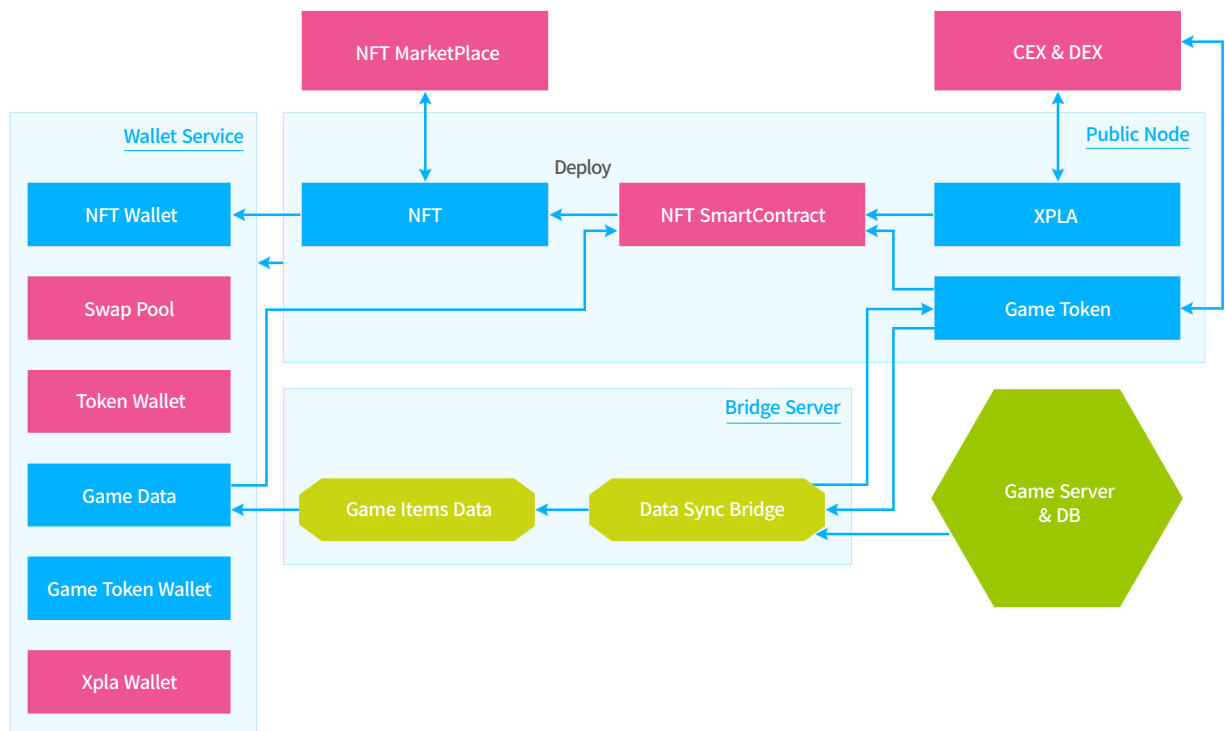 NFT MarketPlace
CEX & DEX
Wallet Service
Public Node
Deploy
NFT Wallet
NFT
NFT SmartContract
XPLA
Swap Pool
Game Token
Token Wallet
Bridge Server
Game Data
Game Items Data
Data Sync Bridge
Game Server
& DB
Game Token Wallet
Xpla Wallet